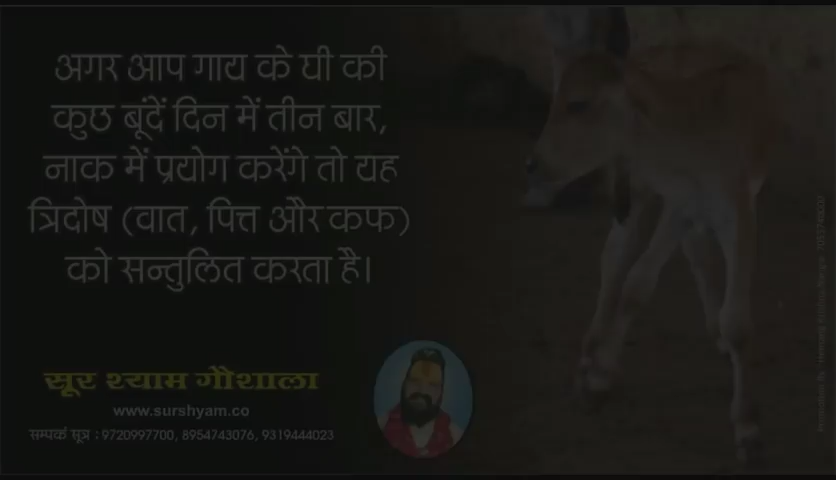 अगर आप गाय के घी की
कुछ बूंदें दिन में तीन बार,
नाक में प्रयोग करेंगे तो यह
त्रिदोष (वात, पित्त और कफ)
को सन्तुलित करता है।
सूर श्याम गौशाला
www.surshyam.co
सम्पर्क सूत्र : 9720997700, 8954743076, 9319444023